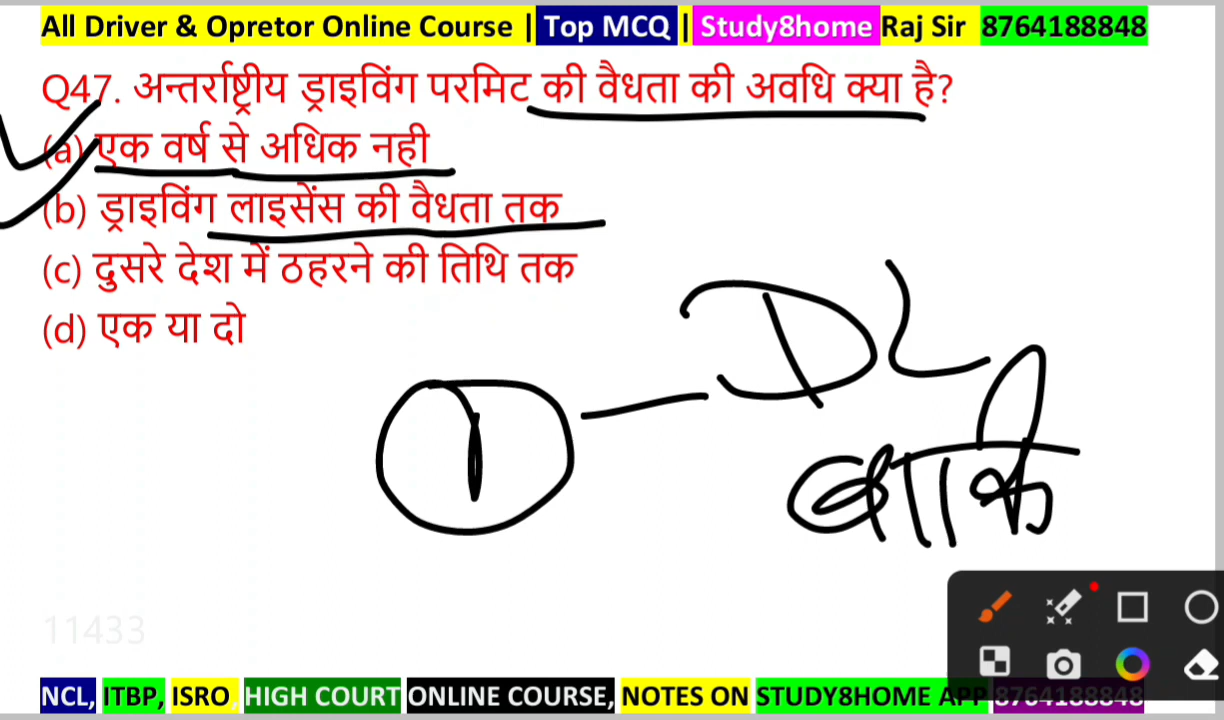 All Driver & Opretor Online Course | Top MCQ | Study8home Raj Sir 8764188848
Q47. अन्तर्राष्ट्रीय ड्राइविंग परमिट की वैधता की अवधि क्या है?
(a) एक वर्ष से अधिक नही
(b) ड्राइविंग लाइसेंस की वैधता तक
(c) दुसरे देश में ठहरने की तिथि तक
(d) एक या दो
1 – DL
बाकि
11433
NCL, ITBP, ISRO, HIGH COURT ONLINE COURSE, NOTES ON STUDY8HOME APP 8764188848